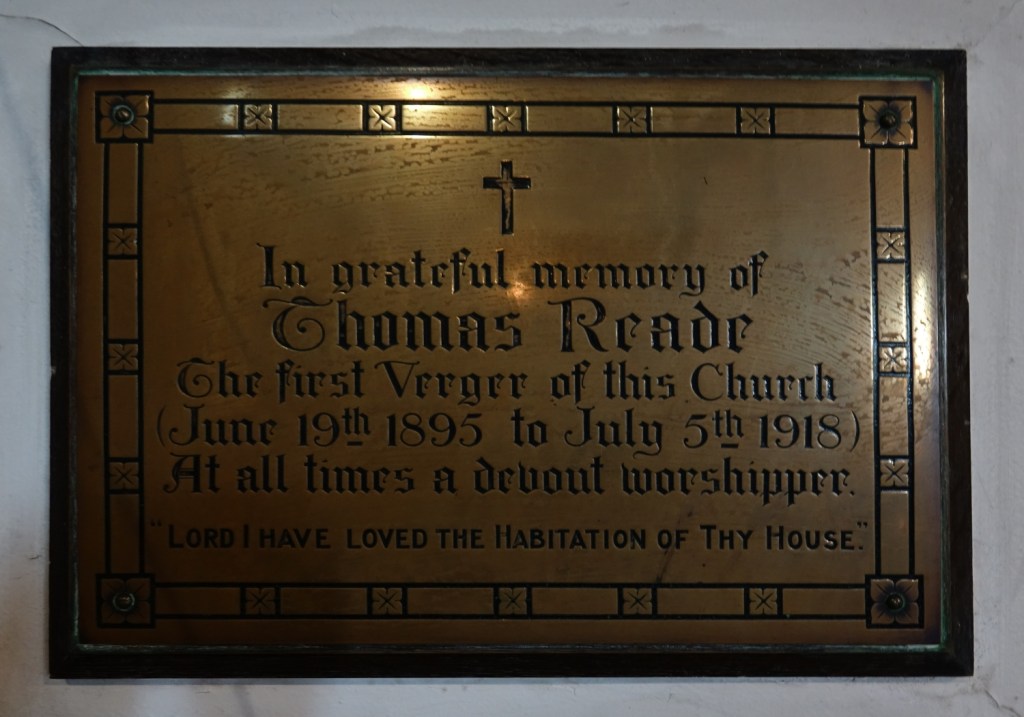 In grateful memory of
Thomas Reade
The first Verger of this Church
(June 19th 1895 to July 5th 1918)
At all times a devout worshipper.
"LORD I HAVE LOVED THE HABITATION OF THY HOUSE."